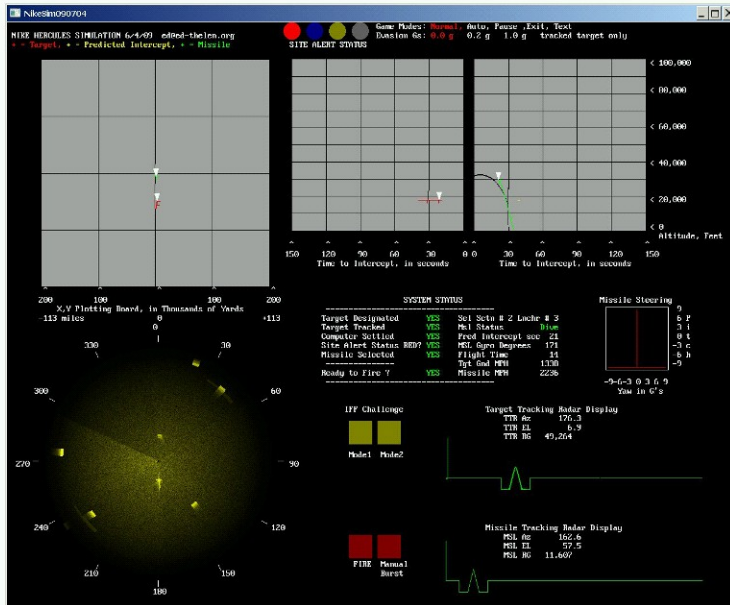 NikeSim090704
NIKE HERCULES SIMULATION 6/4/09 ed@ed-thelen.org
+ - Target, + - Predicted Intercept, + - Missile
Game Modes: Normal, Auto, Pause ,Exit, Text
Evasion Gs: 0.0 g 0.2 g 1.0 g tracked target only
SITE ALERT STATUS
< 100,000
< 80,000
< 60,000
< 40,000
< 20,000
< 0
Altitude, Feet
150 120 90 60 30 0 0 30 60 90 120 150
Time to Intercept, in seconds
Time to Intercept, in seconds
200 100 0 100 200
X,Y Plotting Board, in Thousands of Yards
-113 miles +113
0
0
30
60
90
120
150
180
210
240
270
300
330
SYSTEM STATUS
Target Designated YES Sel Sctn # 2 Lnchr # 3
Target Tracked YES Msl Status Dive
Computer Settled YES Pred Intercept sec 21
Site Alert Status RED? YES MSL Gyro Degrees 171
Missile Selected YES Flight Time 14
Tgt Gnd MPH 1338
Ready to Fire ? YES Missile MPH 2236
Missile Steering
9
6 P
3 i
0 t
-3 c
-6 h
-9
-9-6-3 0 3 6 9
Yaw in G's
IFF Challenge
Mode1 Mode2
Target Tracking Radar Display
TTR Az 176.3
TTR EL 6.9
TTR RG 49,264
FIRE Manual
Burst
Missile Tracking Radar Display
MSL Az 162.6
MSL EL 57.5
MSL RG 11,607